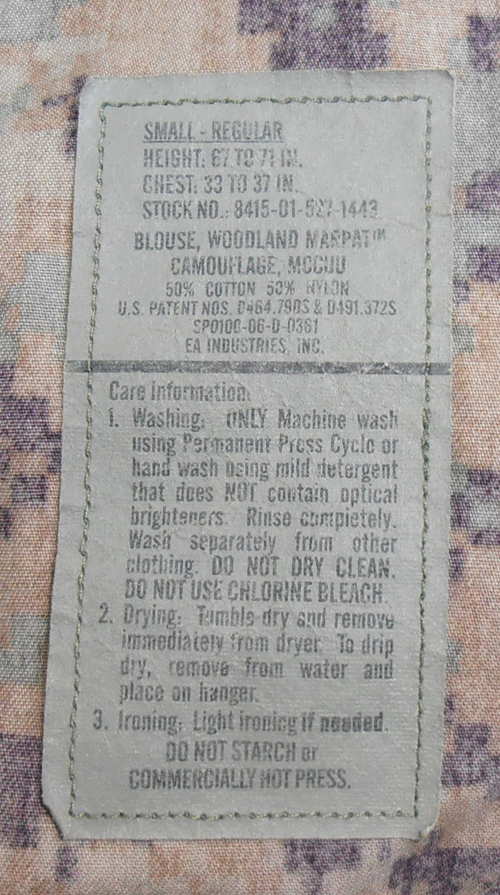 SMALL - REGULAR
HEIGHT: 67 TO 71 IN.
CHEST: 33 TO 37 IN.
STOCK NO.: 8415-01-527-1443
BLOUSE, WOODLAND MARPAT™
CAMOUFLAGE, MCCUU
50% COTTON 50% NYLON
U.S. PATENT NOS. D464.790S & D491.372S
SP0100-06-D-0361
EA INDUSTRIES, INC.
Care Information:
1. Washing: ONLY Machine wash
using Permanent Press Cycle or
hand wash using mild detergent
that does NOT contain optical
brighteners. Rinse completely.
Wash separately from other
clothing. DO NOT DRY CLEAN.
DO NOT USE CHLORINE BLEACH.
2. Drying: Tumble dry and remove
immediately from dryer. To drip
dry, remove from water and
place on hanger.
3. Ironing: Light ironing if needed.
DO NOT STARCH or
COMMERCIALLY HOT PRESS.